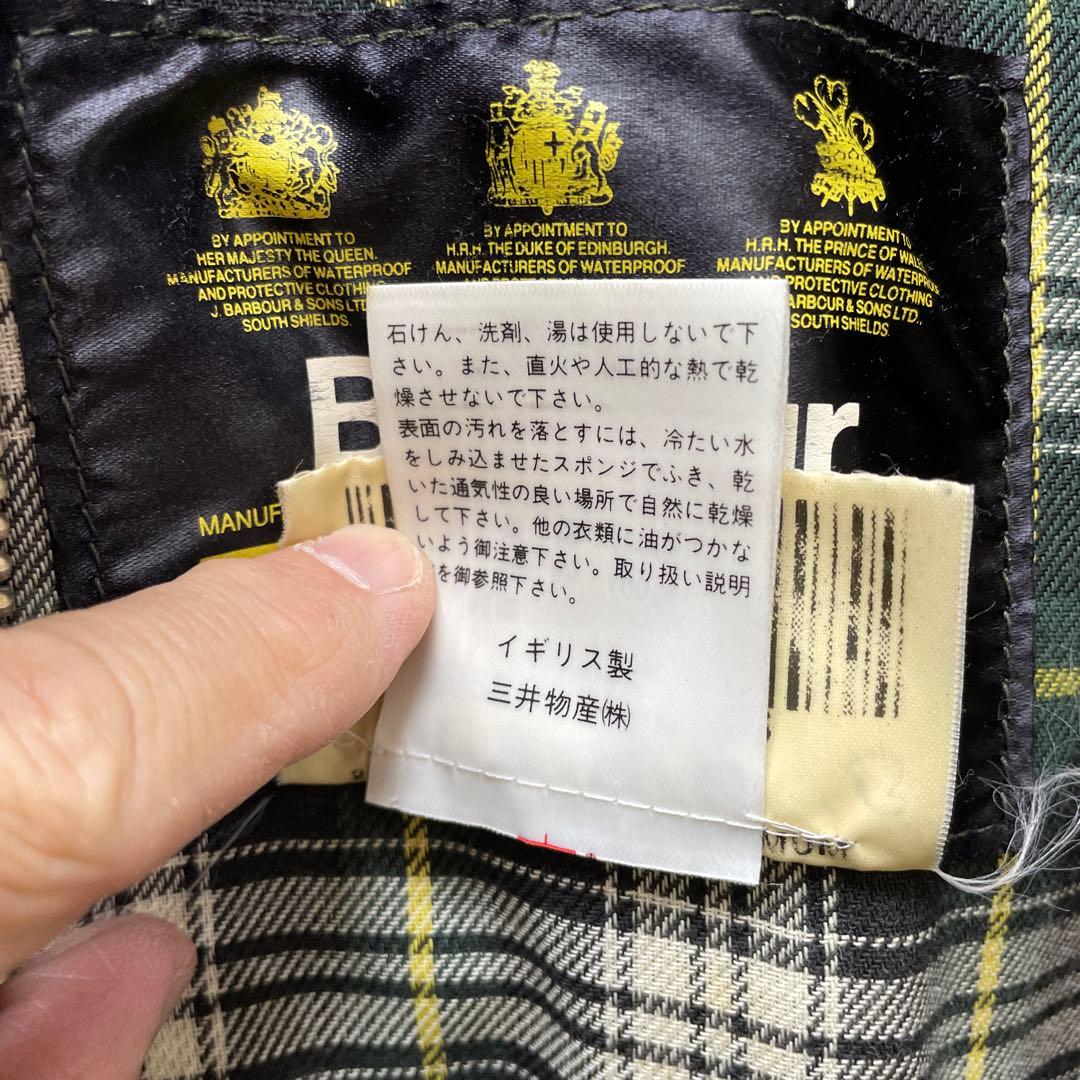 BY APPOINTMENT TO
HER MAJESTY THE QUEEN.
MANUFACTURERS OF WATERPROOF
AND PROTECTIVE CLOTHING
J. BARBOUR & SONS LTD.
SOUTH SHIELDS.
BY APPOINTMENT TO
H.R.H. THE DUKE OF EDINBURGH.
MANUFACTURERS OF WATERPROOF
BY APPOINTMENT TO
H.R.H. THE PRINCE OF WALES
MANUFACTURERS OF WATERPROOF
PROTECTIVE CLOTHING
BARBOUR & SONS LTD..
SOUTH SHIELDS.
B ur
MANUF
石けん、洗剤、湯は使用しないで下
さい。また、直火や人工的な熱で乾
燥させないで下さい。
表面の汚れを落とすには、冷たい水
をしみ込ませたスポンジでふき、乾
いた通気性の良い場所で自然に乾燥
して下さい。他の衣類に油がつかな
いよう御注意下さい。取り扱い説明
を御参照下さい。
イギリス製
三井物産㈱